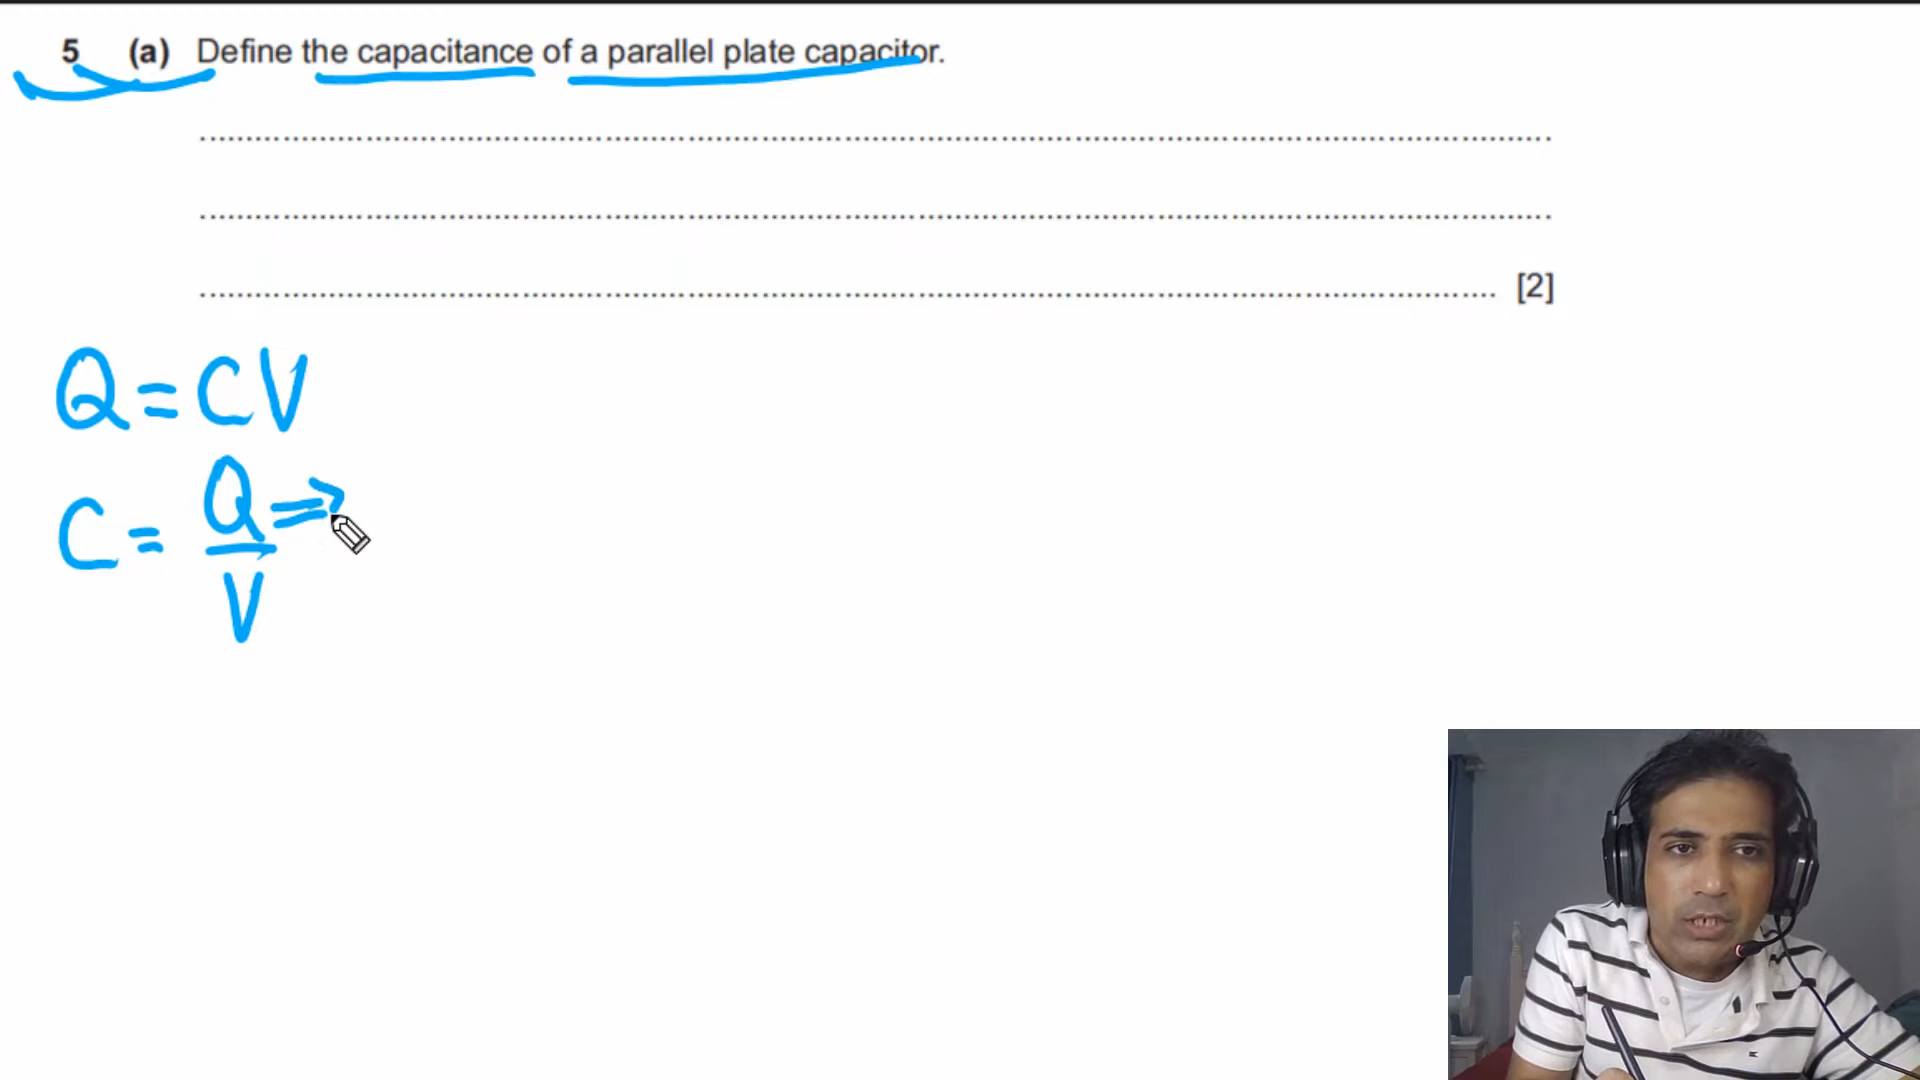 5 (a) Define the capacitance of a parallel plate capacitor.
..........................................................................................................................................
..........................................................................................................................................
.................................................................................................................................... [2]
Q = CV
C = Q/V ⇒